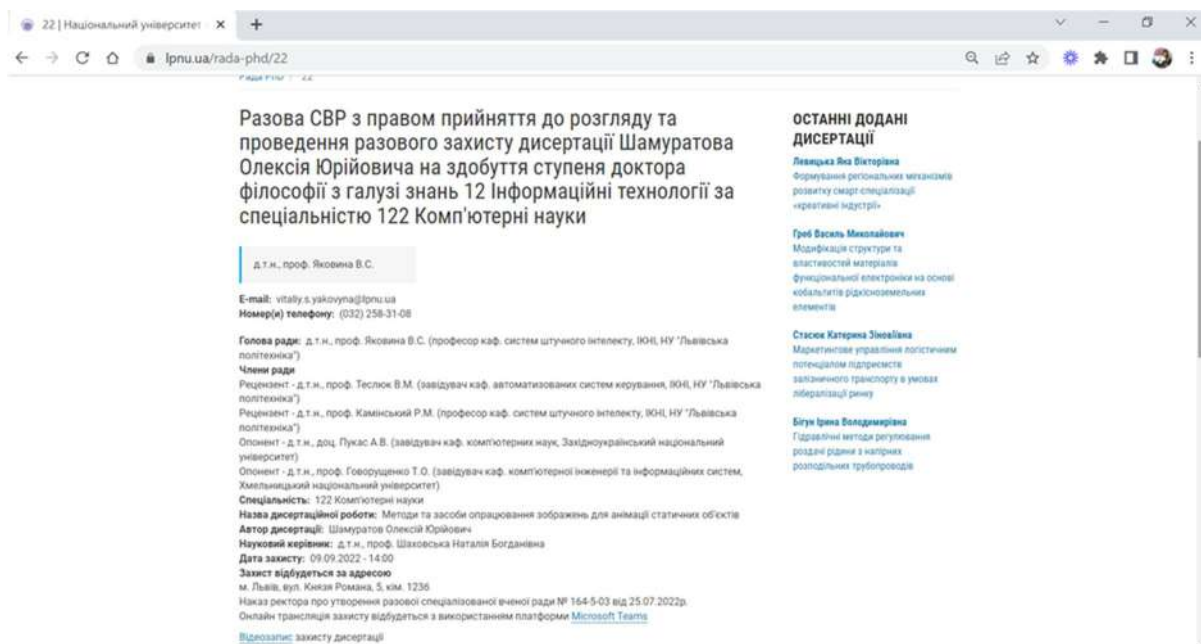 22 | Національний університет
lpnu.ua/rada-phd/22
Рада PhD / 22
Разова СВР з правом прийняття до розгляду та
проведення разового захисту дисертації Шамуратова
Олексія Юрійовича на здобуття ступеня доктора
філософії з галузі знань 12 Інформаційні технології за
спеціальністю 122 Комп'ютерні науки
д.т.н., проф. Яковина В.С.
E-mail: vitaliy.s.yakovyna@lpnu.ua
Номер(и) телефону: (032) 258-31-08
Голова ради: д.т.н., проф. Яковина В.С. (професор каф. систем штучного інтелекту, ІКНІ, НУ "Львівська
політехніка")
Члени ради
Рецензент - д.т.н., проф. Теслюк В.М. (завідувач каф. автоматизованих систем керування, ІКНІ, НУ "Львівська
політехніка")
Рецензент - д.т.н., проф. Камінський Р.М. (професор каф. систем штучного інтелекту, ІКНІ, НУ "Львівська
політехніка")
Опонент - д.т.н., доц. Пукас А.В. (завідувач каф. комп'ютерних наук, Західноукраїнський національний
університет)
Опонент - д.т.н., проф. Говорущенко Т.О. (завідувач каф. комп'ютерної інженерії та інформаційних систем,
Хмельницький національний університет)
Спеціальність: 122 Комп'ютерні науки
Назва дисертаційної роботи: Методи та засоби опрацювання зображень для анімації статичних об'єктів
Автор дисертації: Шамуратов Олексій Юрійович
Науковий керівник: д.т.н., проф. Шаховська Наталія Богданівна
Дата захисту: 09.09.2022 - 14:00
Захист відбудеться за адресою
м. Львів, вул. Князя Романа, 5, кім. 1236
Наказ ректора про утворення разової спеціалізованої вченої ради № 164-5-03 від 25.07.2022р.
Онлайн трансляція захисту відбудеться з використанням платформи Microsoft Teams
Відеозапис захисту дисертації
ОСТАННІ ДОДАНІ
ДИСЕРТАЦІЇ
Левицька Яна Вікторівна
Формування регіональних механізмів
розвитку смарт-спеціалізації
«креативні індустрії»
Греб Василь Миколайович
Модифікація структури та
властивостей матеріалів
функціональної електроніки на основі
кобальтитів рідкісноземельних
елементів
Стасюк Катерина Зіновіївна
Маркетингове управління логістичним
потенціалом підприємств
залізничного транспорту в умовах
лібералізації ринку
Бігун Ірина Володимирівна
Гідравлічні методи регулювання
роздачі рідини з напірних
розподільних трубопроводів